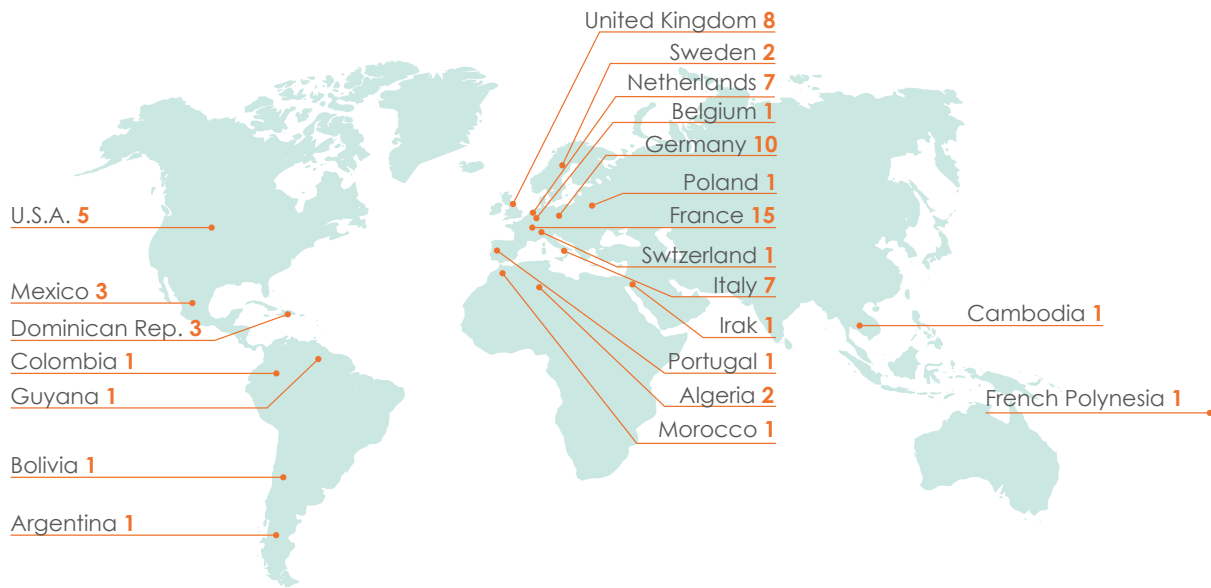 United Kingdom 8
Sweden 2
Netherlands 7
Belgium 1
Germany 10
Poland 1
U.S.A. 5
France 15
Swtzerland 1
Mexico 3
Italy 7
Cambodia 1
Dominican Rep. 3
Irak 1
Colombia 1
Portugal 1
Guyana 1
Algeria 2
French Polynesia 1
Morocco 1
Bolivia 1
Argentina 1